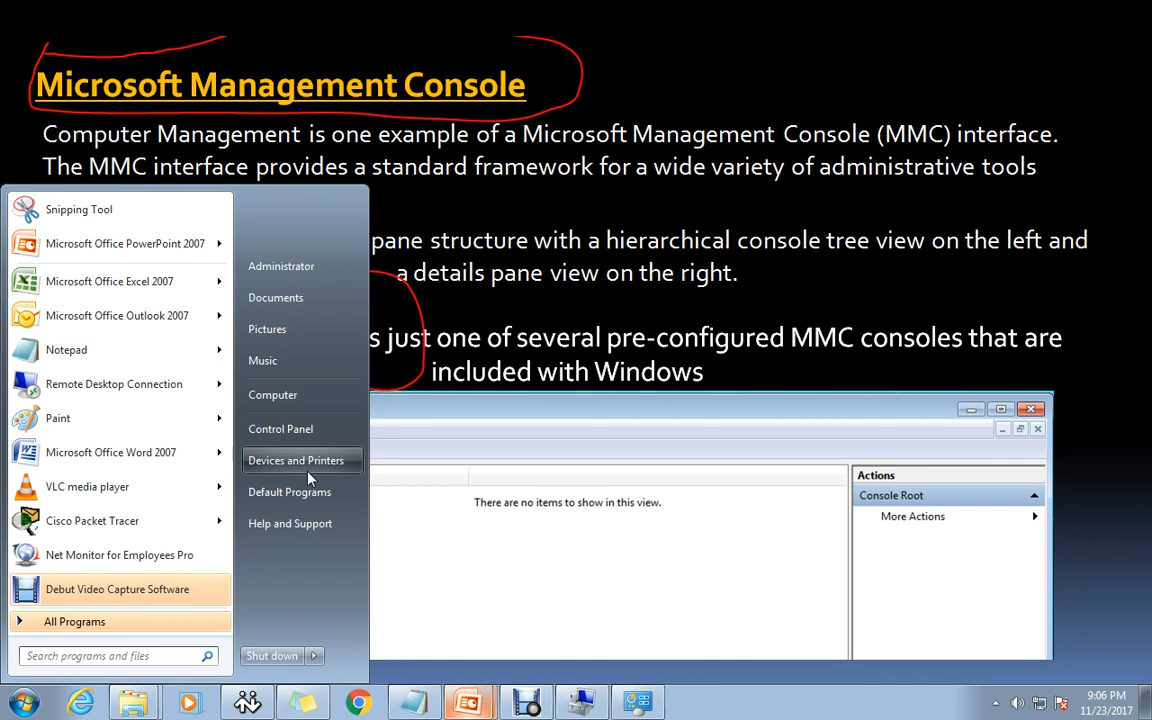 Microsoft Management Console
Computer Management is one example of a Microsoft Management Console (MMC) interface.
The MMC interface provides a standard framework for a wide variety of administrative tools
pane structure with a hierarchical console tree view on the left and
a details pane view on the right.
s just one of several pre-configured MMC consoles that are
included with Windows
Snipping Tool
Microsoft Office PowerPoint 2007
Microsoft Office Excel 2007
Microsoft Office Outlook 2007
Notepad
Remote Desktop Connection
Paint
Microsoft Office Word 2007
VLC media player
Cisco Packet Tracer
Net Monitor for Employees Pro
Debut Video Capture Software
All Programs
Search programs and files
Administrator
Documents
Pictures
Music
Computer
Control Panel
Devices and Printers
Default Programs
Help and Support
Shut down
There are no items to show in this view.
Actions
Console Root
More Actions
9:06 PM
11/23/2017